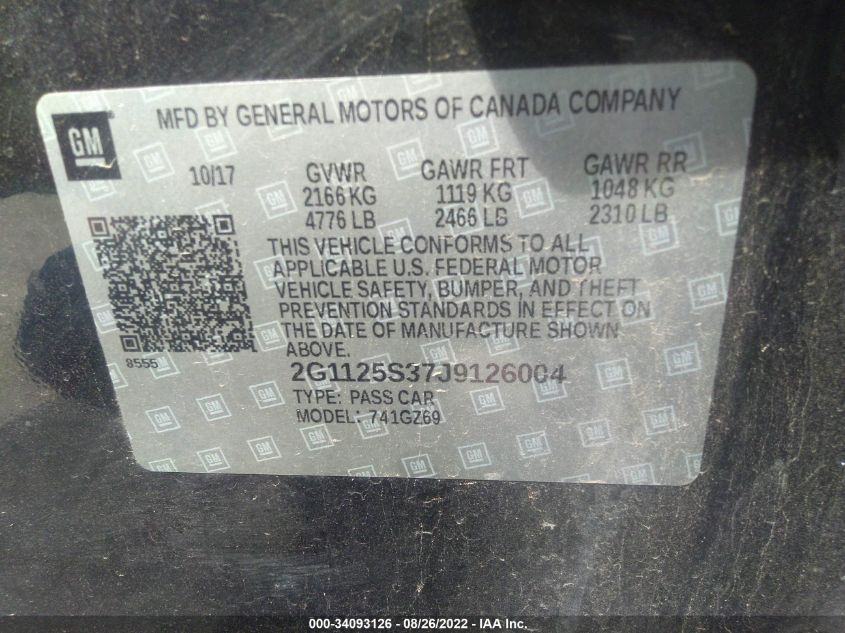 MFD BY GENERAL MOTORS OF CANADA COMPANY
GM
10/17 GVWR GAWR FRT GAWR RR
2166 KG 1119 KG 1048 KG
4776 LB 2466 LB 2310 LB
THIS VEHICLE CONFORMS TO ALL
APPLICABLE U.S. FEDERAL MOTOR
VEHICLE SAFETY, BUMPER, AND THEFT
PREVENTION STANDARDS IN EFFECT ON
THE DATE OF MANUFACTURE SHOWN
ABOVE.
8555
2G1125S37J9126004
TYPE: PASS CAR
MODEL: 741GZ69
000-34093126 - 08/26/2022 - IAA Inc.